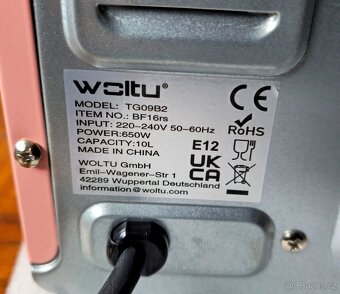 woltu®
MODEL: TG09B2
ITEM NO.: BF16rs
INPUT: 220-240V 50-60Hz
POWER:650W
CAPACITY:10L
MADE IN CHINA
CE
RoHS
E12
UK
CA
WOLTU GmbH
Emil-Wagener-Str 1
42289 Wuppertal Deutschland
information@woltu.com